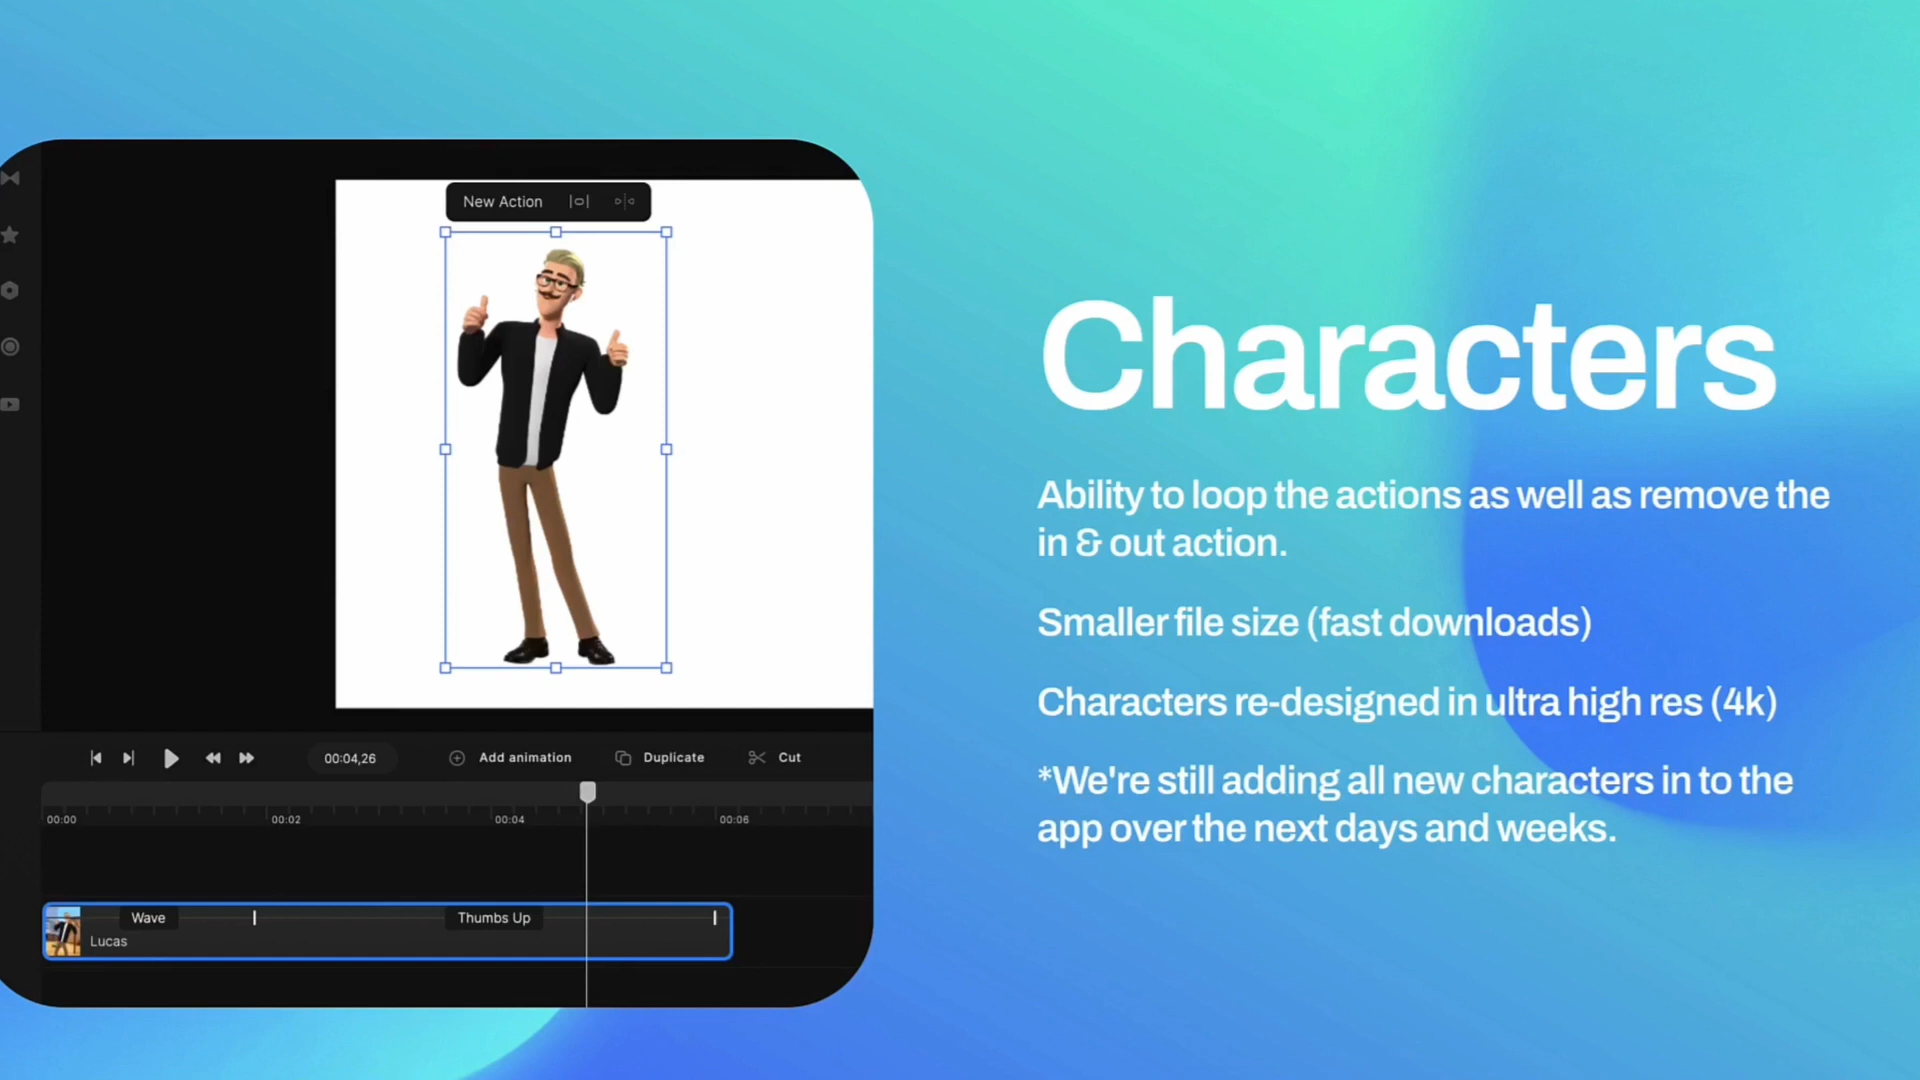 New Action
00:04,26
Add animation
Duplicate
Cut
00:00
00:02
00:04
00:06
Wave
Thumbs Up
Lucas
Characters
Ability to loop the actions as well as remove the
in & out action.
Smaller file size (fast downloads)
Characters re-designed in ultra high res (4k)
*We're still adding all new characters in to the
app over the next days and weeks.